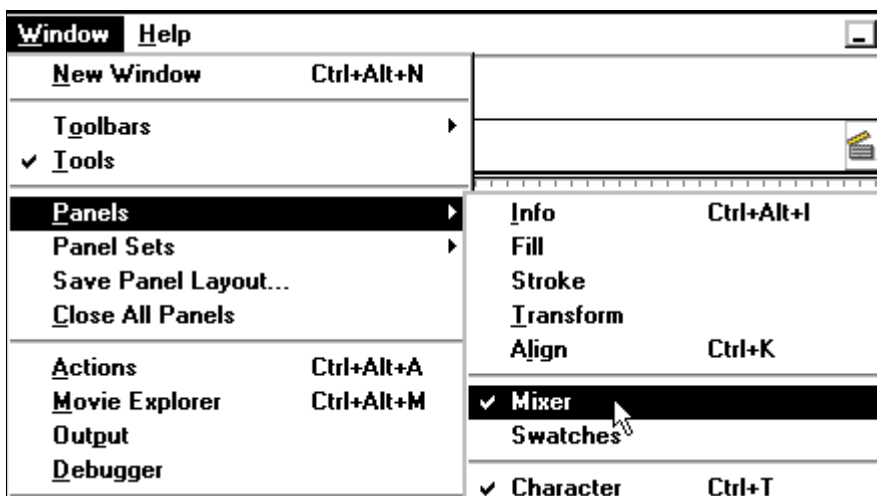 Window Help
New Window Ctrl+Alt+N
Toolbars
Tools
Panels
Panel Sets
Save Panel Layout...
Close All Panels
Actions Ctrl+Alt+A
Movie Explorer Ctrl+Alt+M
Output
Debugger
Info Ctrl+Alt+I
Fill
Stroke
Transform
Align Ctrl+K
Mixer
Swatches
Character Ctrl+T